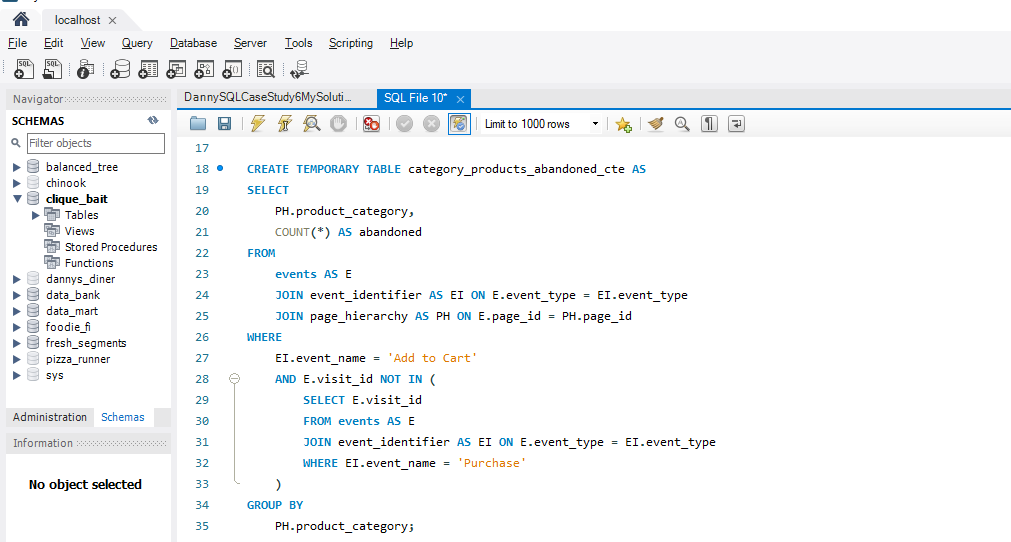 localhost
File Edit View Query Database Server Tools Scripting Help
Navigator
SCHEMAS
Filter objects
balanced_tree
chinook
clique_bait
Tables
Views
Stored Procedures
Functions
dannys_diner
data_bank
data_mart
foodie_fi
fresh_segments
pizza_runner
sys
Administration Schemas
Information
No object selected
DannySQLCaseStudy6MySoluti... SQL File 10*
Limit to 1000 rows
17
18 CREATE TEMPORARY TABLE category_products_abandoned_cte AS
19 SELECT
20 PH.product_category,
21 COUNT(*) AS abandoned
22 FROM
23 events AS E
24 JOIN event_identifier AS EI ON E.event_type = EI.event_type
25 JOIN page_hierarchy AS PH ON E.page_id = PH.page_id
26 WHERE
27 EI.event_name = 'Add to Cart'
28 AND E.visit_id NOT IN (
29 SELECT E.visit_id
30 FROM events AS E
31 JOIN event_identifier AS EI ON E.event_type = EI.event_type
32 WHERE EI.event_name = 'Purchase'
33 )
34 GROUP BY
35 PH.product_category;